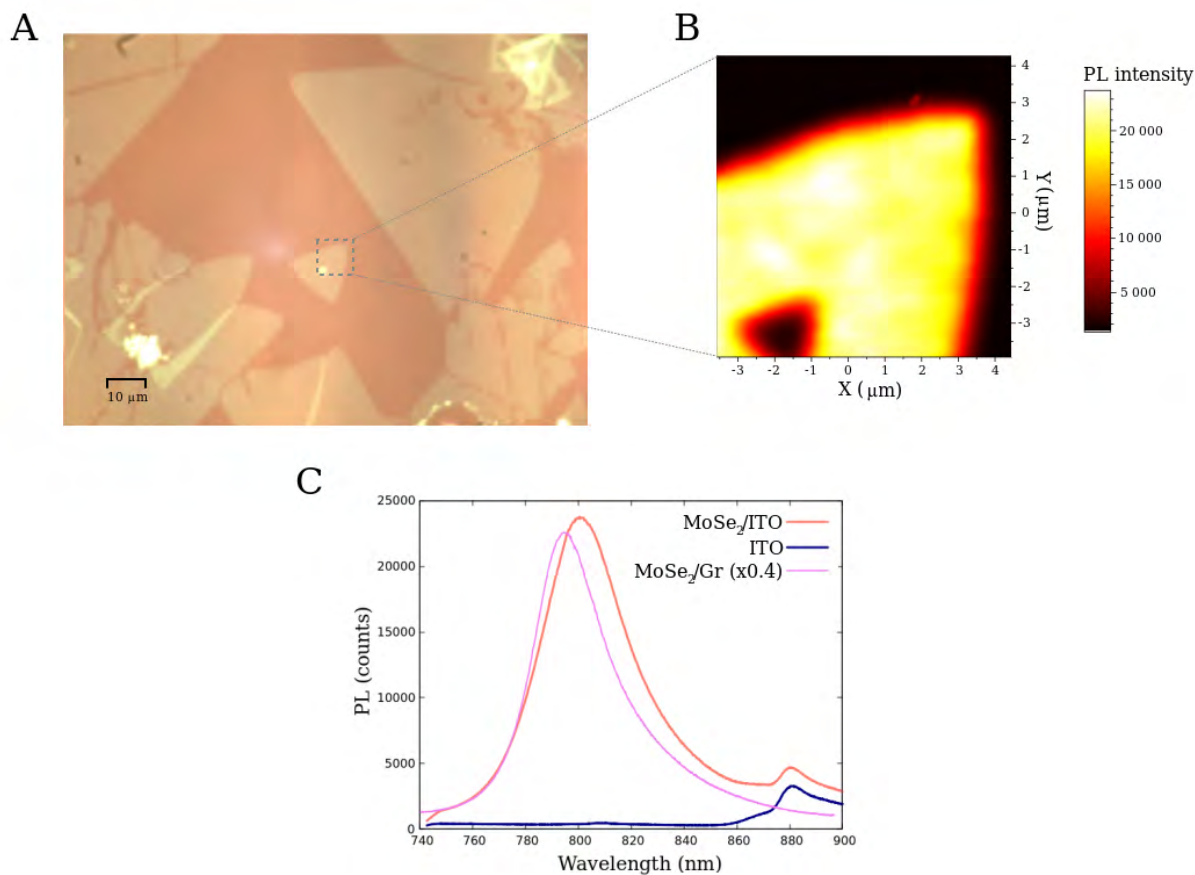 A
10 μm
B
4
3
2
1
0
-1
-2
-3
Y (μm)
-3 -2 -1 0 1 2 3 4
X (μm)
PL intensity
20 000
15 000
10 000
5 000
C
25000
20000
15000
10000
5000
0
PL (counts)
MoSe₂/ITO
ITO
MoSe₂/Gr (x0.4)
740 760 780 800 820 840 860 880 900
Wavelength (nm)